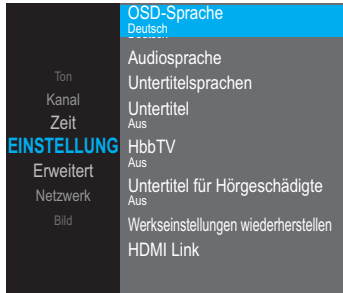 Ton
Kanal
Zeit
EINSTELLUNG
Erweitert
Netzwerk
Bild
OSD-Sprache
Deutsch
Audiosprache
Untertitelsprachen
Untertitel
Aus
HbbTV
Aus
Untertitel für Hörgeschädigte
Aus
Werkseinstellungen wiederherstellen
HDMI Link